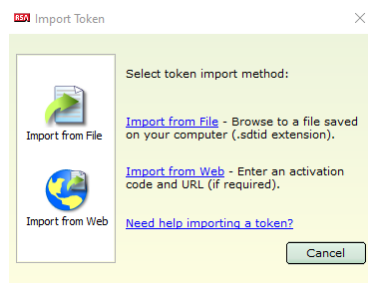 RSA Import Token
Select token import method:
Import from File - Browse to a file saved
on your computer (.sdtid extension).
Import from File
Import from Web - Enter an activation
code and URL (if required).
Import from Web
Need help importing a token?
Cancel